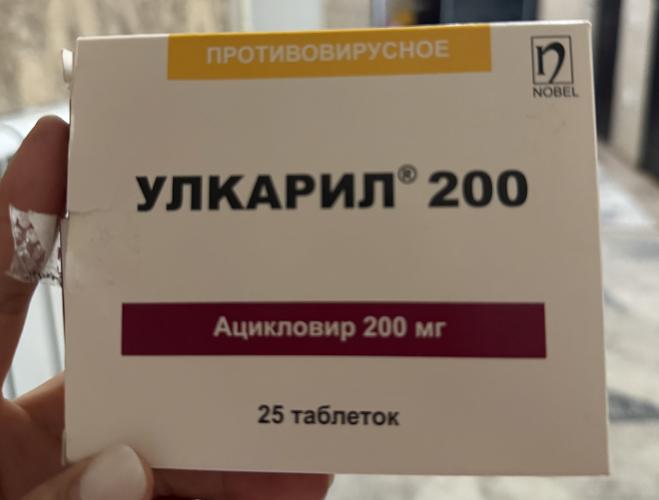 ПРОТИВОВИРУСНОЕ
n
NOBEL
УЛКАРИЛ® 200
Ацикловир 200 мг
25 таблеток